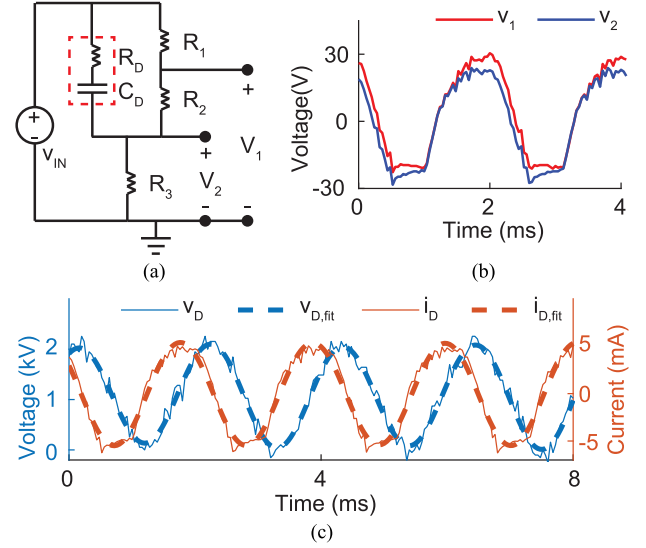 R_D
C_D
R_1
R_2
R_3
+
-
v_IN
+
V_2
-
+
V_1
-
(a)
v_1 v_2
Voltage(V)
30
0
-30
0 2 4
Time (ms)
(b)
v_D v_D,fit i_D i_D,fit
Voltage (kV)
2
1
0
5
0
-5
Current (mA)
0 4 8
Time (ms)
(c)